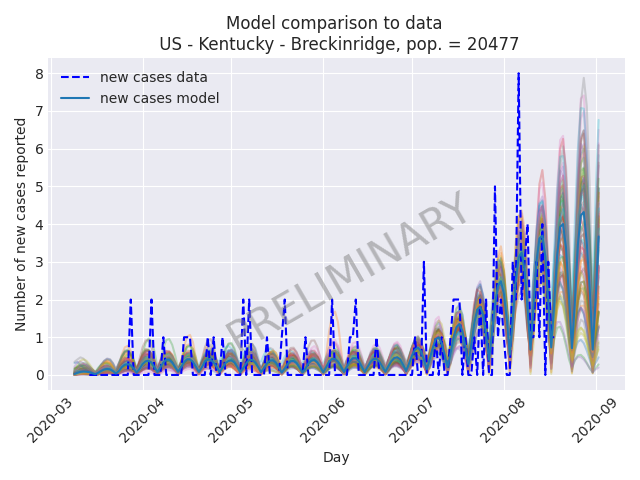 Model comparison to data
US - Kentucky - Breckinridge, pop. = 20477
new cases data
new cases model
PRELIMINARY
Number of new cases reported
8
7
6
5
4
3
2
1
0
2020-03
2020-04
2020-05
2020-06
2020-07
2020-08
2020-09
Day